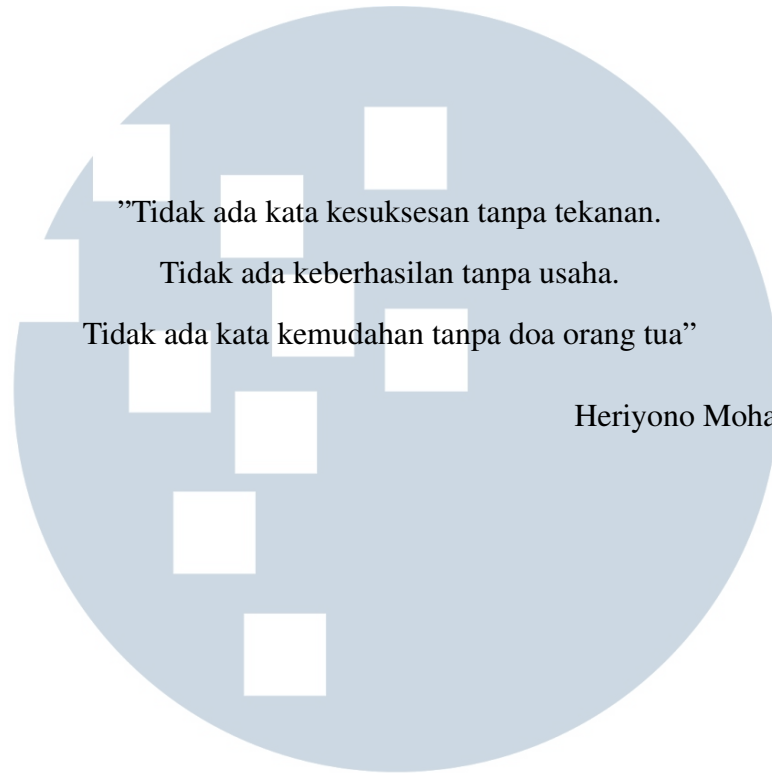 ”Tidak ada kata kesuksesan tanpa tekanan.
Tidak ada keberhasilan tanpa usaha.
Tidak ada kata kemudahan tanpa doa orang tua”
Heriyono